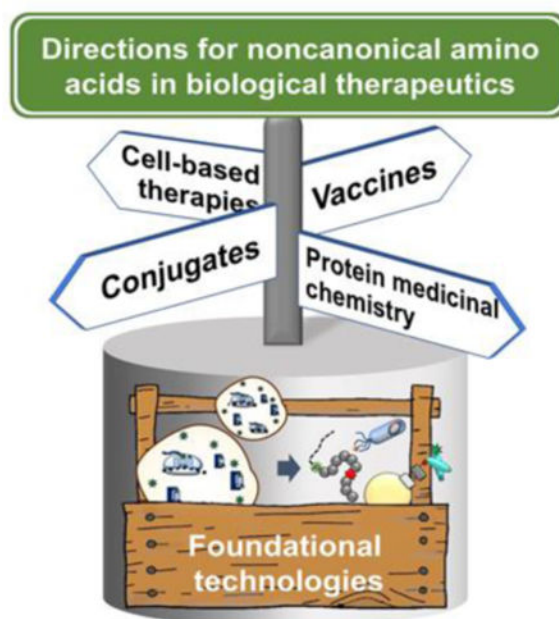 Directions for noncanonical amino
acids in biological therapeutics
Cell-based
therapies
Vaccines
Conjugates
Protein medicinal
chemistry
Foundational
technologies